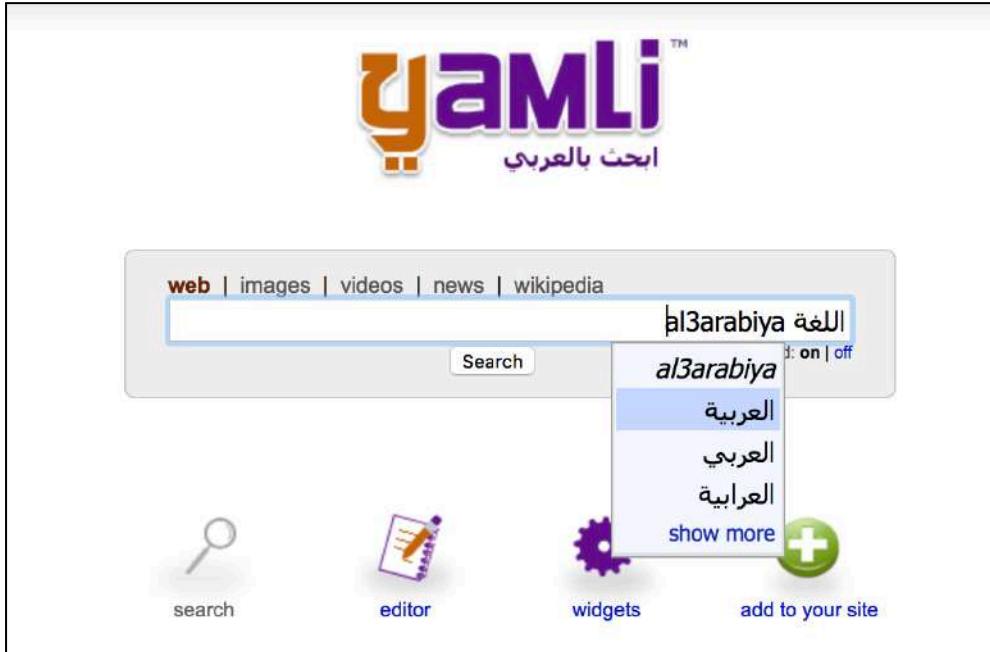 yamli™
ابحث بالعربي
web | images | videos | news | wikipedia
اللغة al3arabiya
Search
d: on | off
al3arabiya
العربية
العربي
العرابية
show more
search
editor
widgets
add to your site